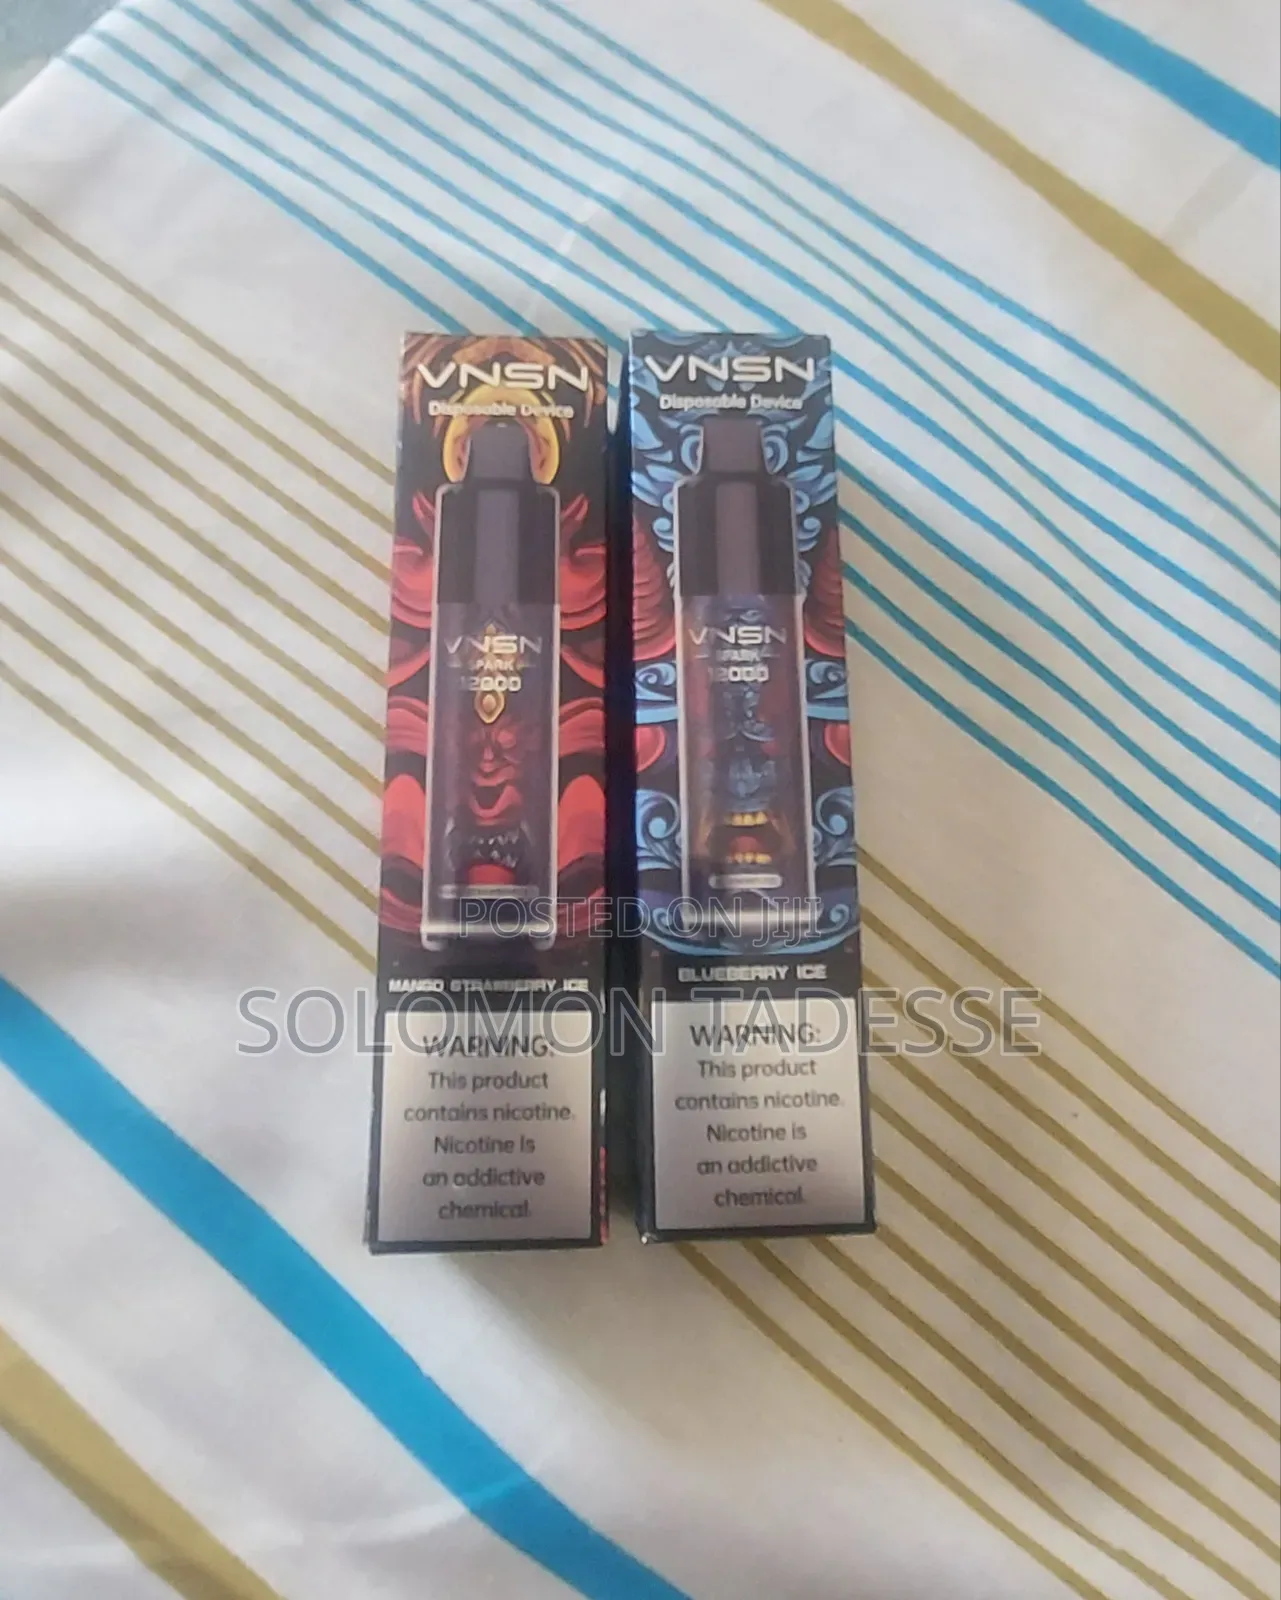 VNSN
Disposable Device
VNSN
SPARK
12000
MANGO STRAWBERRY ICE
WARNING:
This product
contains nicotine.
Nicotine is
an addictive
chemical.
VNSN
Disposable Device
VNSN
SPARK
12000
BLUEBERRY ICE
WARNING:
This product
contains nicotine.
Nicotine is
an addictive
chemical.
POSTED ON JIJI
SOLOMON TADESSE